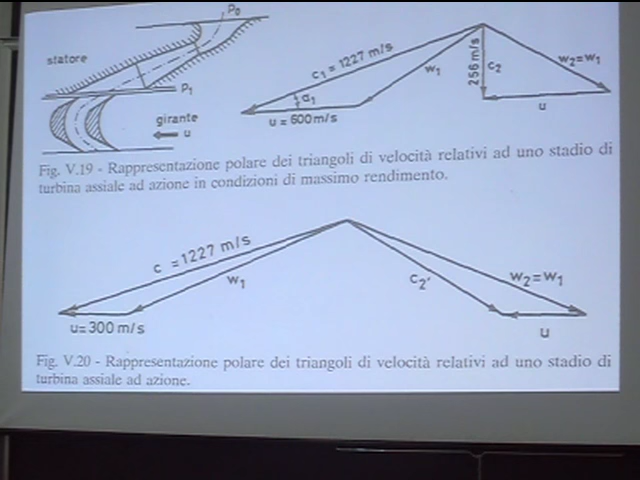 P₀
statore
P₁
girante
u
c₁ = 1227 m/s
w₁
α₁
u = 600 m/s
256 m/s
c₂
w₂=w₁
u
Fig. V.19 - Rappresentazione polare dei triangoli di velocità relativi ad uno stadio di
turbina assiale ad azione in condizioni di massimo rendimento.
c = 1227 m/s
w₁
u= 300 m/s
c₂'
w₂=w₁
u
Fig. V.20 - Rappresentazione polare dei triangoli di velocità relativi ad uno stadio di
turbina assiale ad azione.